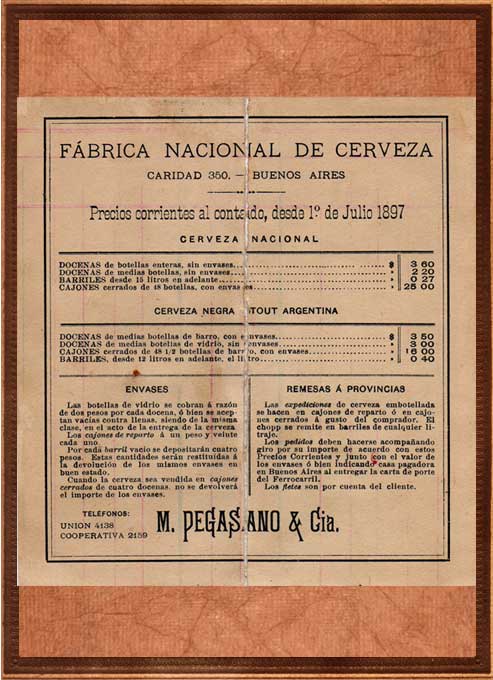 FÁBRICA NACIONAL DE CERVEZA
CARIDAD 350. — BUENOS AIRES
Precios corrientes al contado, desde 1º de Julio 1897
CERVEZA NACIONAL
DOCENAS de botellas enteras, sin envases $ 3 60
DOCENAS de medias botellas, sin envases » 2 20
BARRILES desde 15 litros en adelante » 0 27
CAJONES cerrados de 48 botellas, con envases » 25 00
CERVEZA NEGRA STOUT ARGENTINA
DOCENAS de medias botellas de barro, con envases $ 3 50
DOCENAS de medias botellas de vidrio, sin envases » 3 00
CAJONES cerrados de 48 1/2 botellas de barro, con envases » 16 00
BARRILES, desde 12 litros en adelante, el litro » 0 40
ENVASES
Las botellas de vidrio se cobran á razón
de dos pesos por cada docena, ó bien se acep-
tan vacías contra llenas, siendo de la misma
clase, en el acto de la entrega de la cerveza
Los cajones de reparto á un peso y veinte
cada uno.
Por cada barril vacío se depositarán cuatro
pesos. Estas cantidades serán restituidas á
la devolución de los mismos envases en
buen estado.
Cuando la cerveza sea vendida en cajones
cerrados de cuatro docenas, no se devolverá
el importe de los envases.
REMESAS Á PROVINCIAS
Las expediciones de cerveza embotellada
se hacen en cajones de repartó ó en cajo-
nes cerrados á gusto del comprador. El
chopp se remite en barriles de cualquier li-
traje.
Los pedidos deben hacerse acompañando
giro por su importe de acuerdo con estos
Precios Corrientes y junto con el valor de
los envases ó bien indicando casa pagadora
en Buenos Aires al entregar la carta de porte
del Ferrocarril.
Los fletes son por cuenta del cliente.
TELÉFONOS:
UNION 4138
COOPERATIVA 2159
M. PEGASANO & Cia.